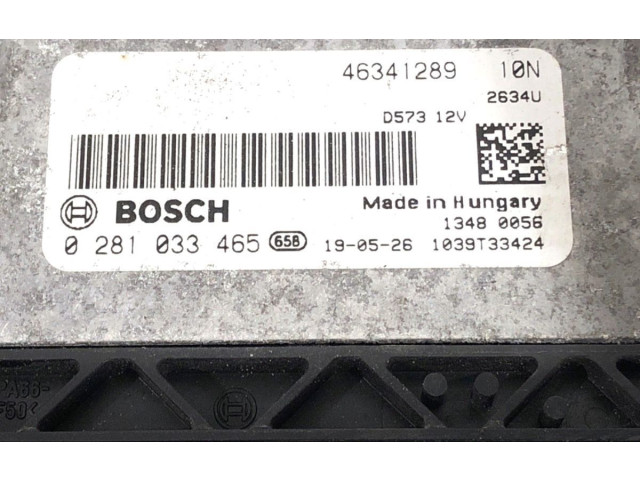 46341289 10N
2634U
D573 12V
BOSCH
Made in Hungary
1348 0056
0 281 033 465 658 19-05-26 1039T33424